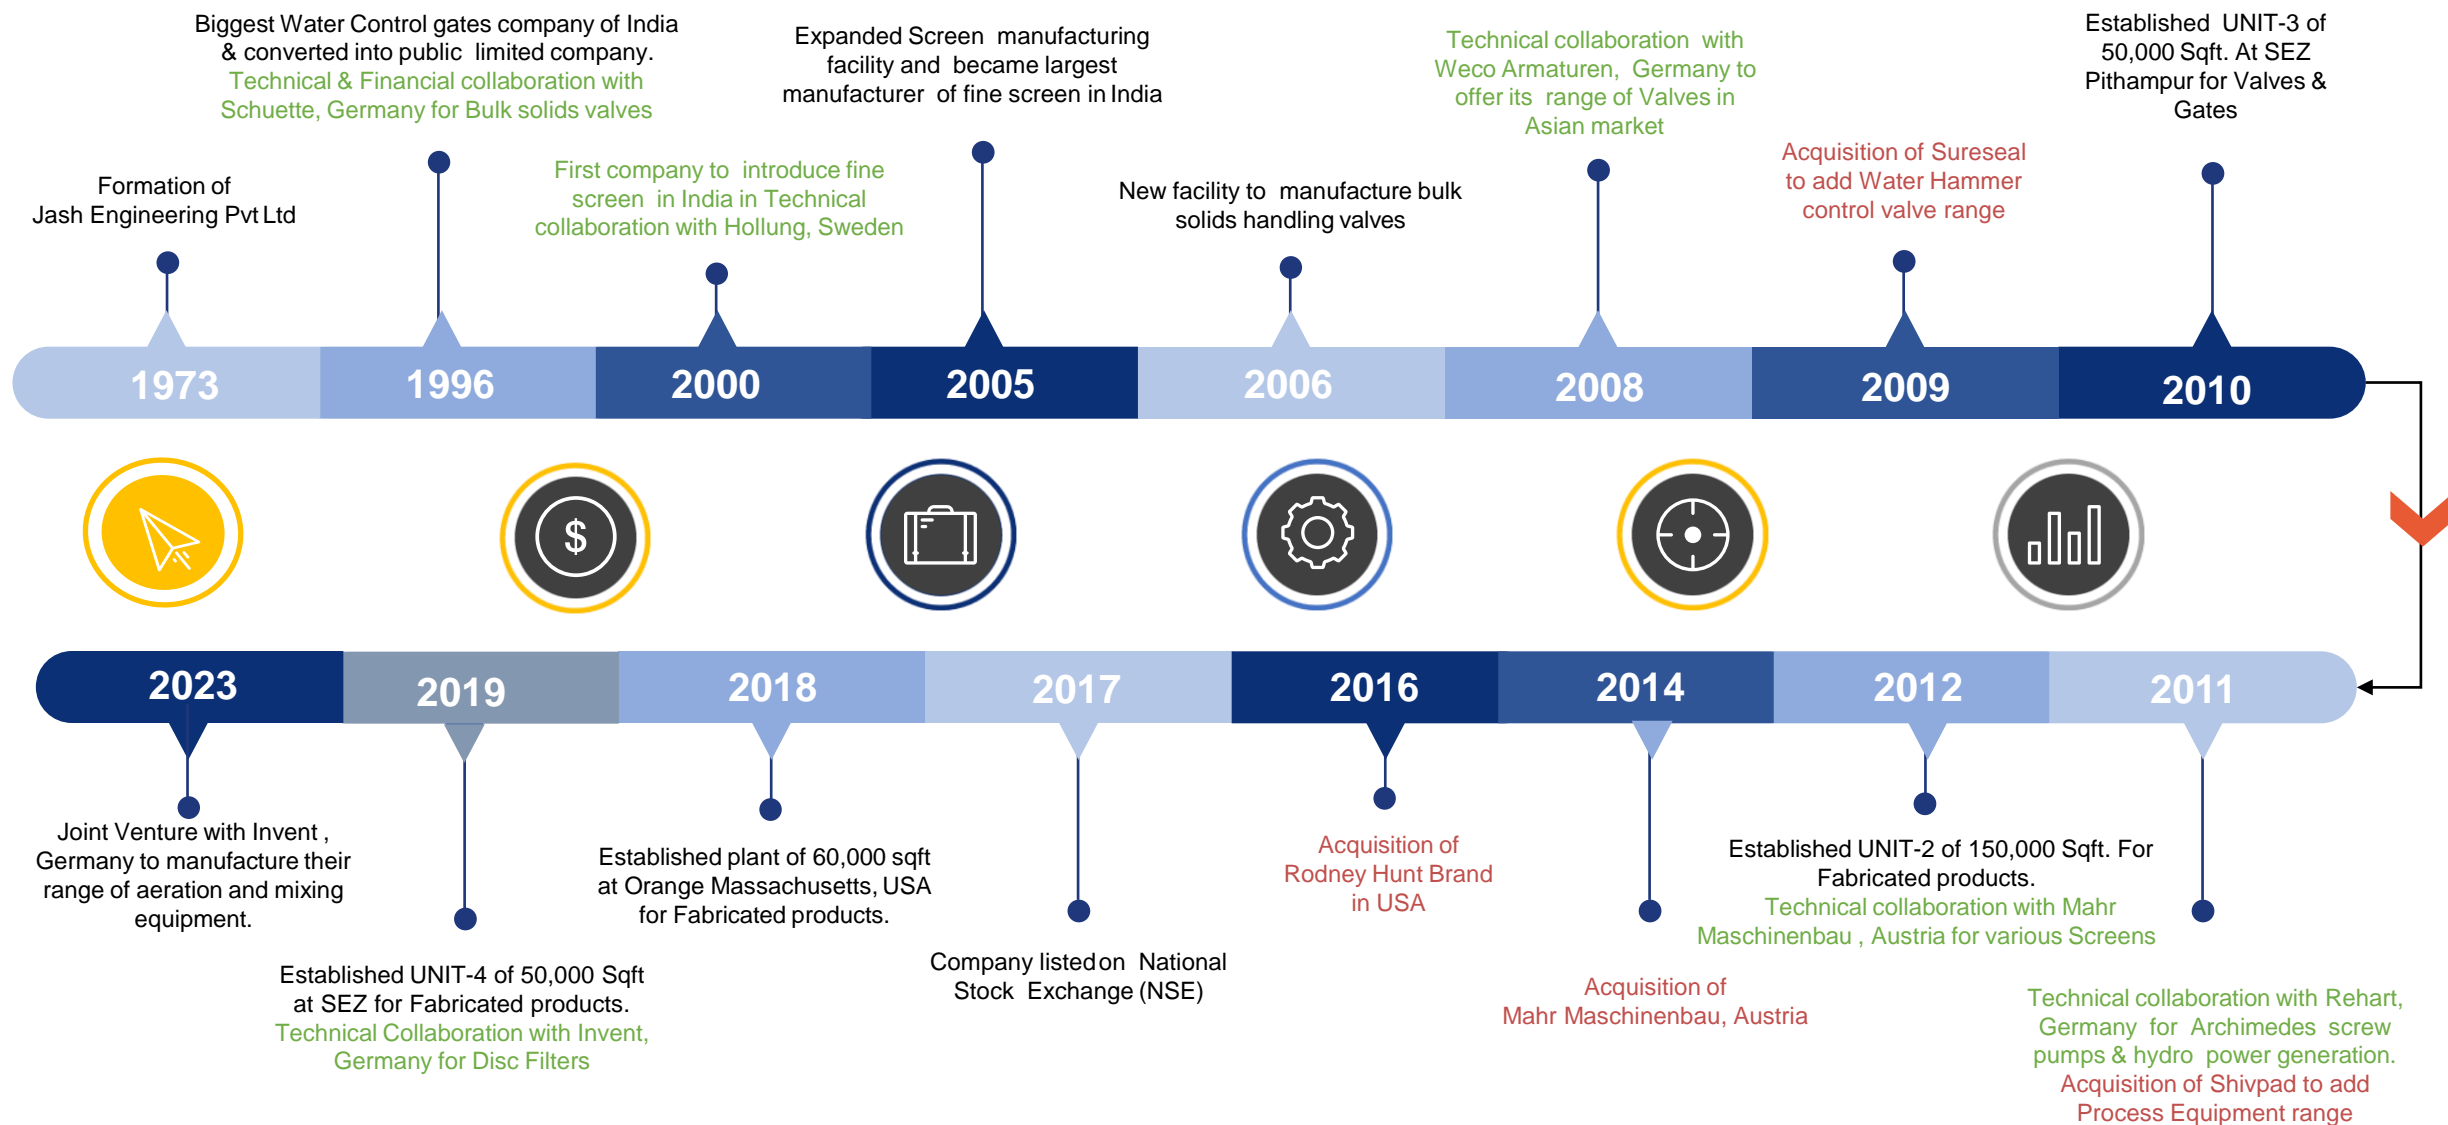 Formation of
Jash Engineering Pvt Ltd
Biggest Water Control gates company of India
& converted into public limited company.
Technical & Financial collaboration with
Schuette, Germany for Bulk solids valves
First company to introduce fine
screen in India in Technical
collaboration with Hollung, Sweden
Expanded Screen manufacturing
facility and became largest
manufacturer of fine screen in India
New facility to manufacture bulk
solids handling valves
Technical collaboration with
Weco Armaturen, Germany to
offer its range of Valves in
Asian market
Acquisition of Sureseal
to add Water Hammer
control valve range
Established UNIT-3 of
50,000 Sqft. At SEZ
Pithampur for Valves &
Gates
1973
1996
2000
2005
2006
2008
2009
2010
$
2023
2019
2018
2017
2016
2014
2012
2011
Joint Venture with Invent ,
Germany to manufacture their
range of aeration and mixing
equipment.
Established UNIT-4 of 50,000 Sqft
at SEZ for Fabricated products.
Technical Collaboration with Invent,
Germany for Disc Filters
Established plant of 60,000 sqft
at Orange Massachusetts, USA
for Fabricated products.
Company listed on National
Stock Exchange (NSE)
Acquisition of
Rodney Hunt Brand
in USA
Acquisition of
Mahr Maschinenbau, Austria
Established UNIT-2 of 150,000 Sqft. For
Fabricated products.
Technical collaboration with Mahr
Maschinenbau , Austria for various Screens
Technical collaboration with Rehart,
Germany for Archimedes screw
pumps & hydro power generation.
Acquisition of Shivpad to add
Process Equipment range